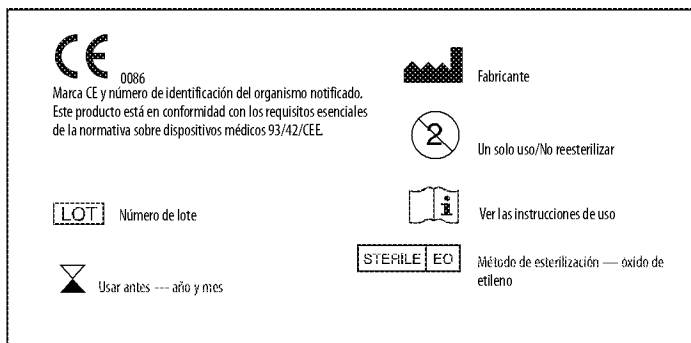 CE 0086
Marca CE y número de identificación del organismo notificado.
Este producto está en conformidad con los requisitos esenciales
de la normativa sobre dispositivos médicos 93/42/CEE.
LOT Número de lote
Usar antes --- año y mes
Fabricante
2 Un solo uso/No reesterilizar
i Ver las instrucciones de uso
STERILE EO Método de esterilización — óxido de
etileno